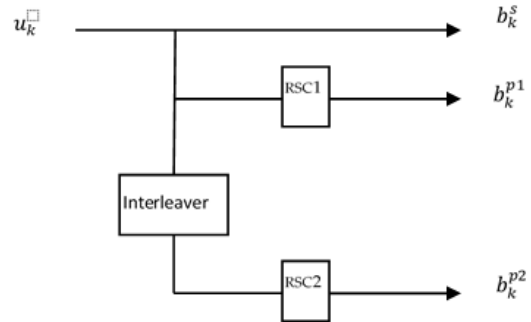 u_k^□ b_k^s
RSC1 b_k^{p1}
Interleaver
RSC2 b_k^{p2}